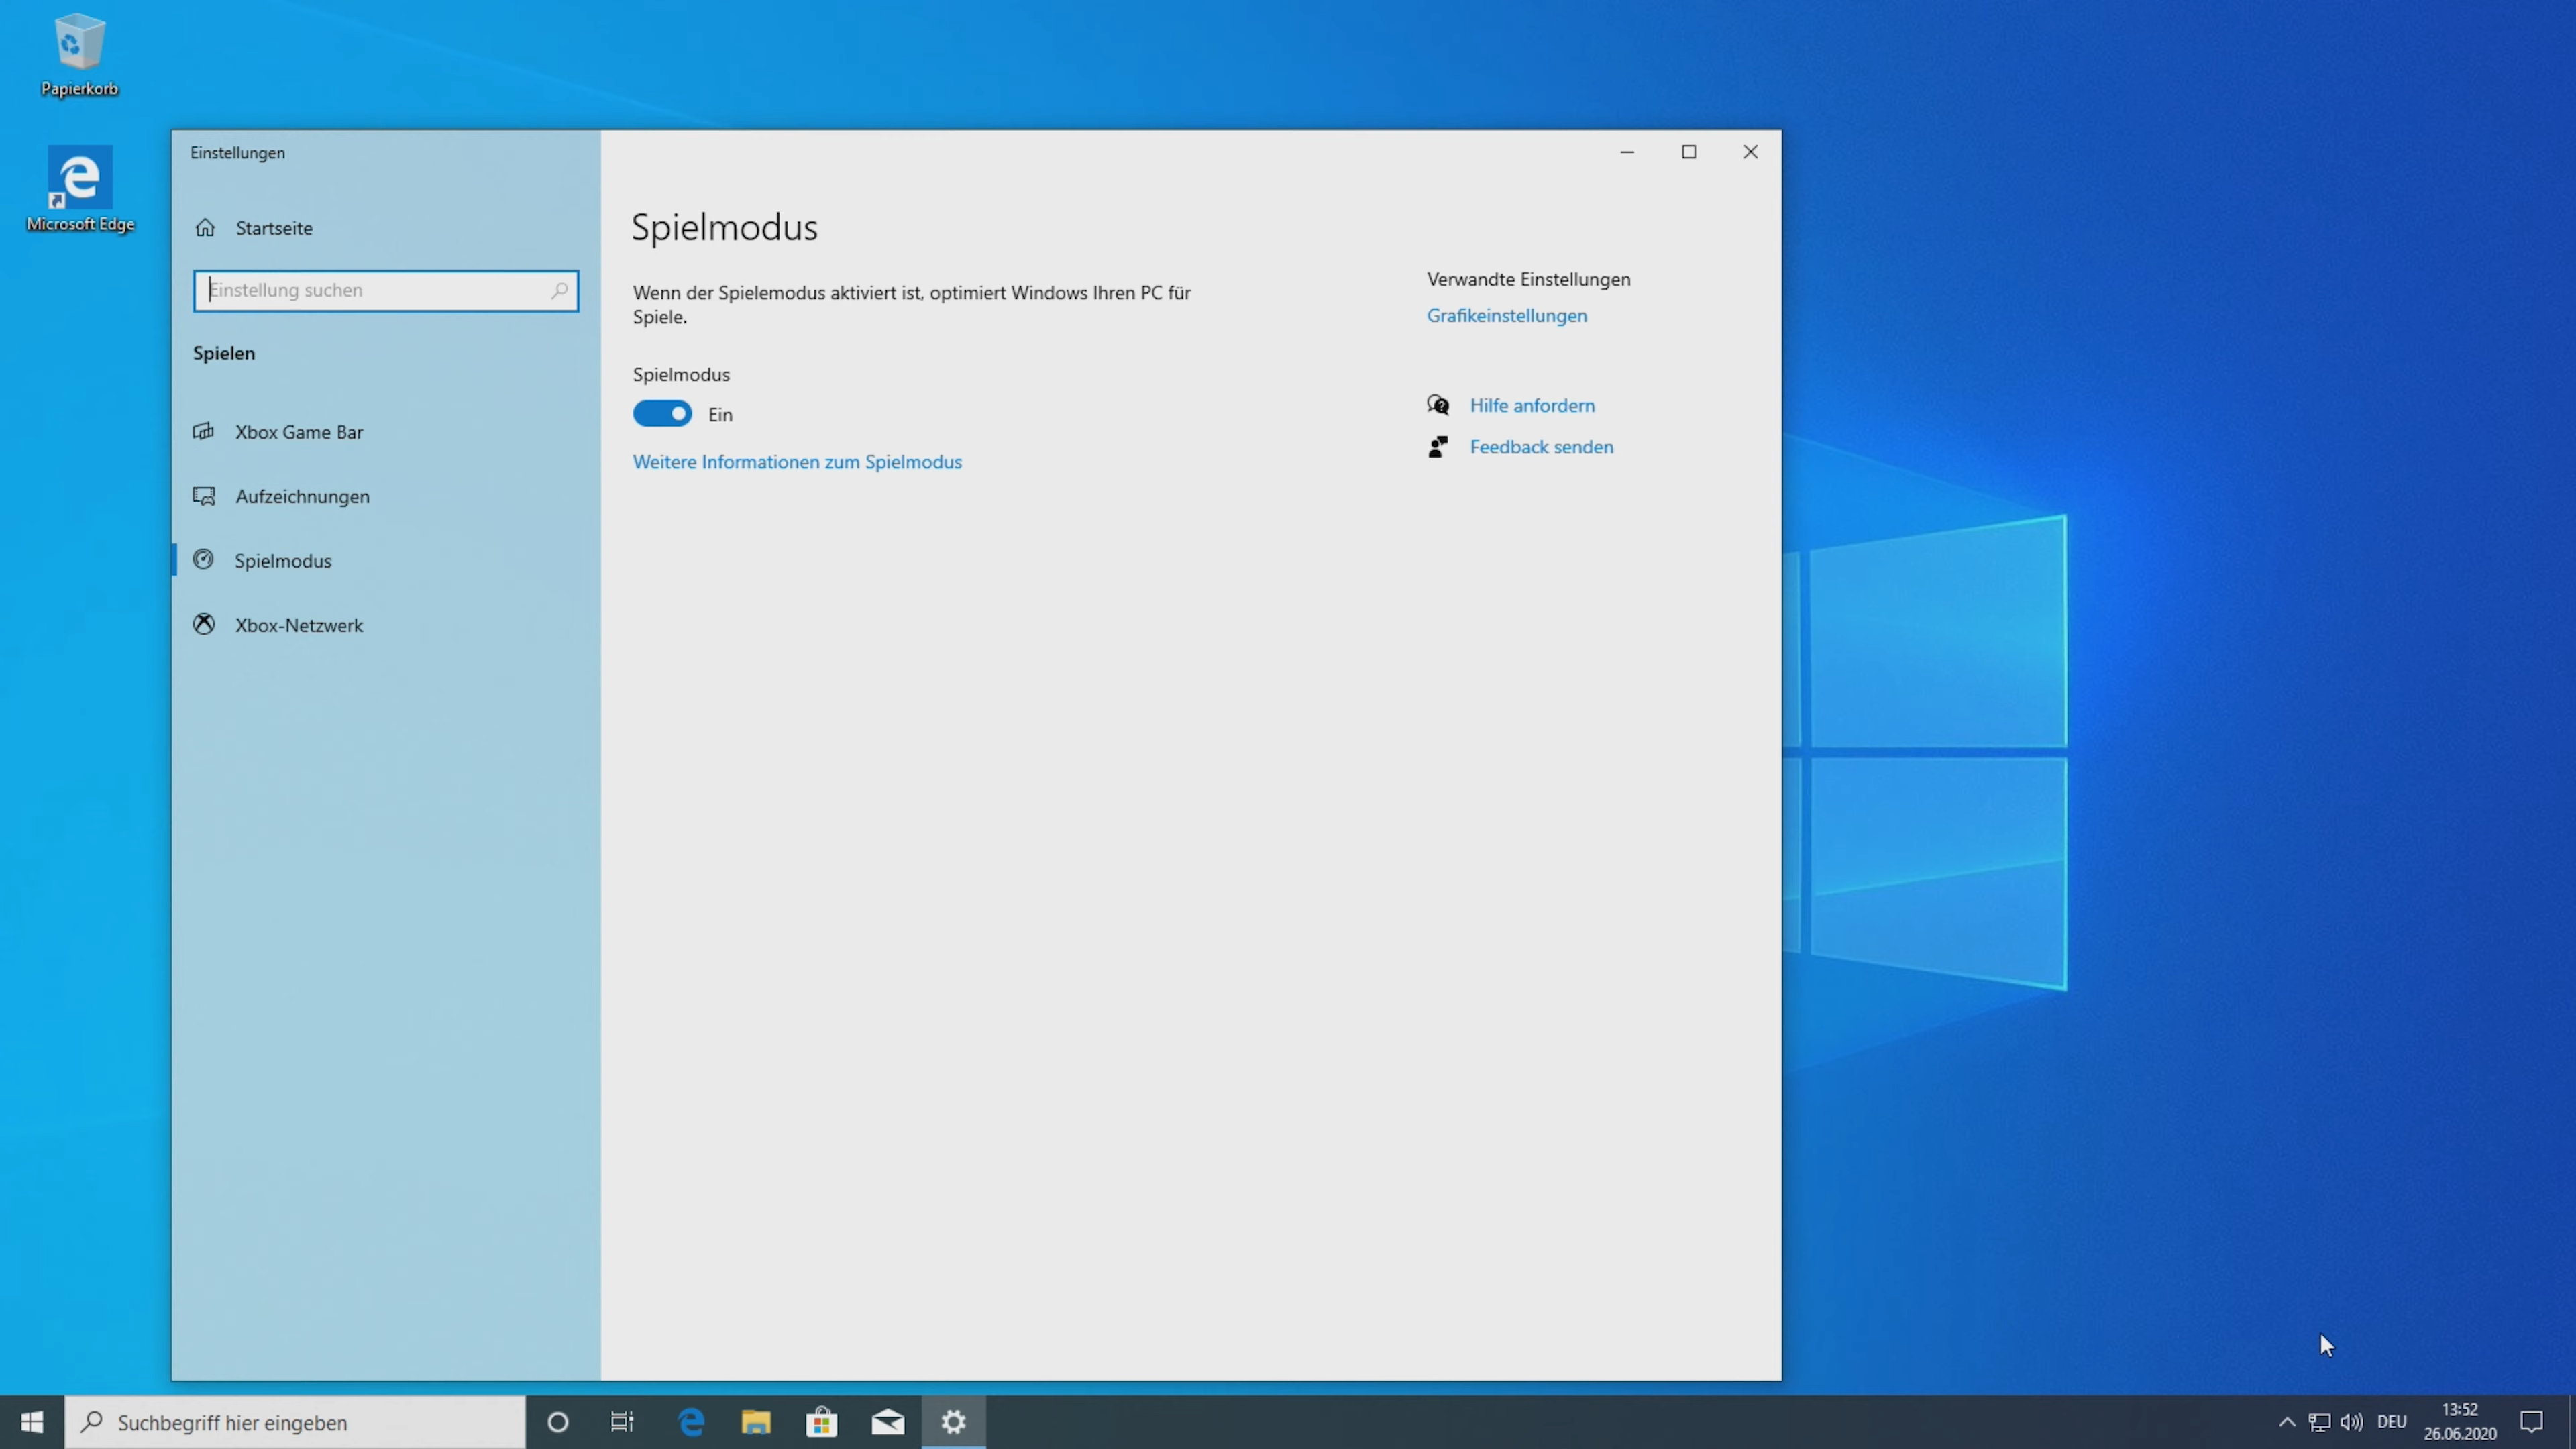 Papierkorb
Microsoft Edge
Einstellungen
Startseite
Einstellung suchen
Spielen
Xbox Game Bar
Aufzeichnungen
Spielmodus
Xbox-Netzwerk
Spielmodus
Wenn der Spielemodus aktiviert ist, optimiert Windows Ihren PC für
Spiele.
Spielmodus
Ein
Weitere Informationen zum Spielmodus
Verwandte Einstellungen
Grafikeinstellungen
Hilfe anfordern
Feedback senden
Suchbegriff hier eingeben
DEU
13:52
26.06.2020